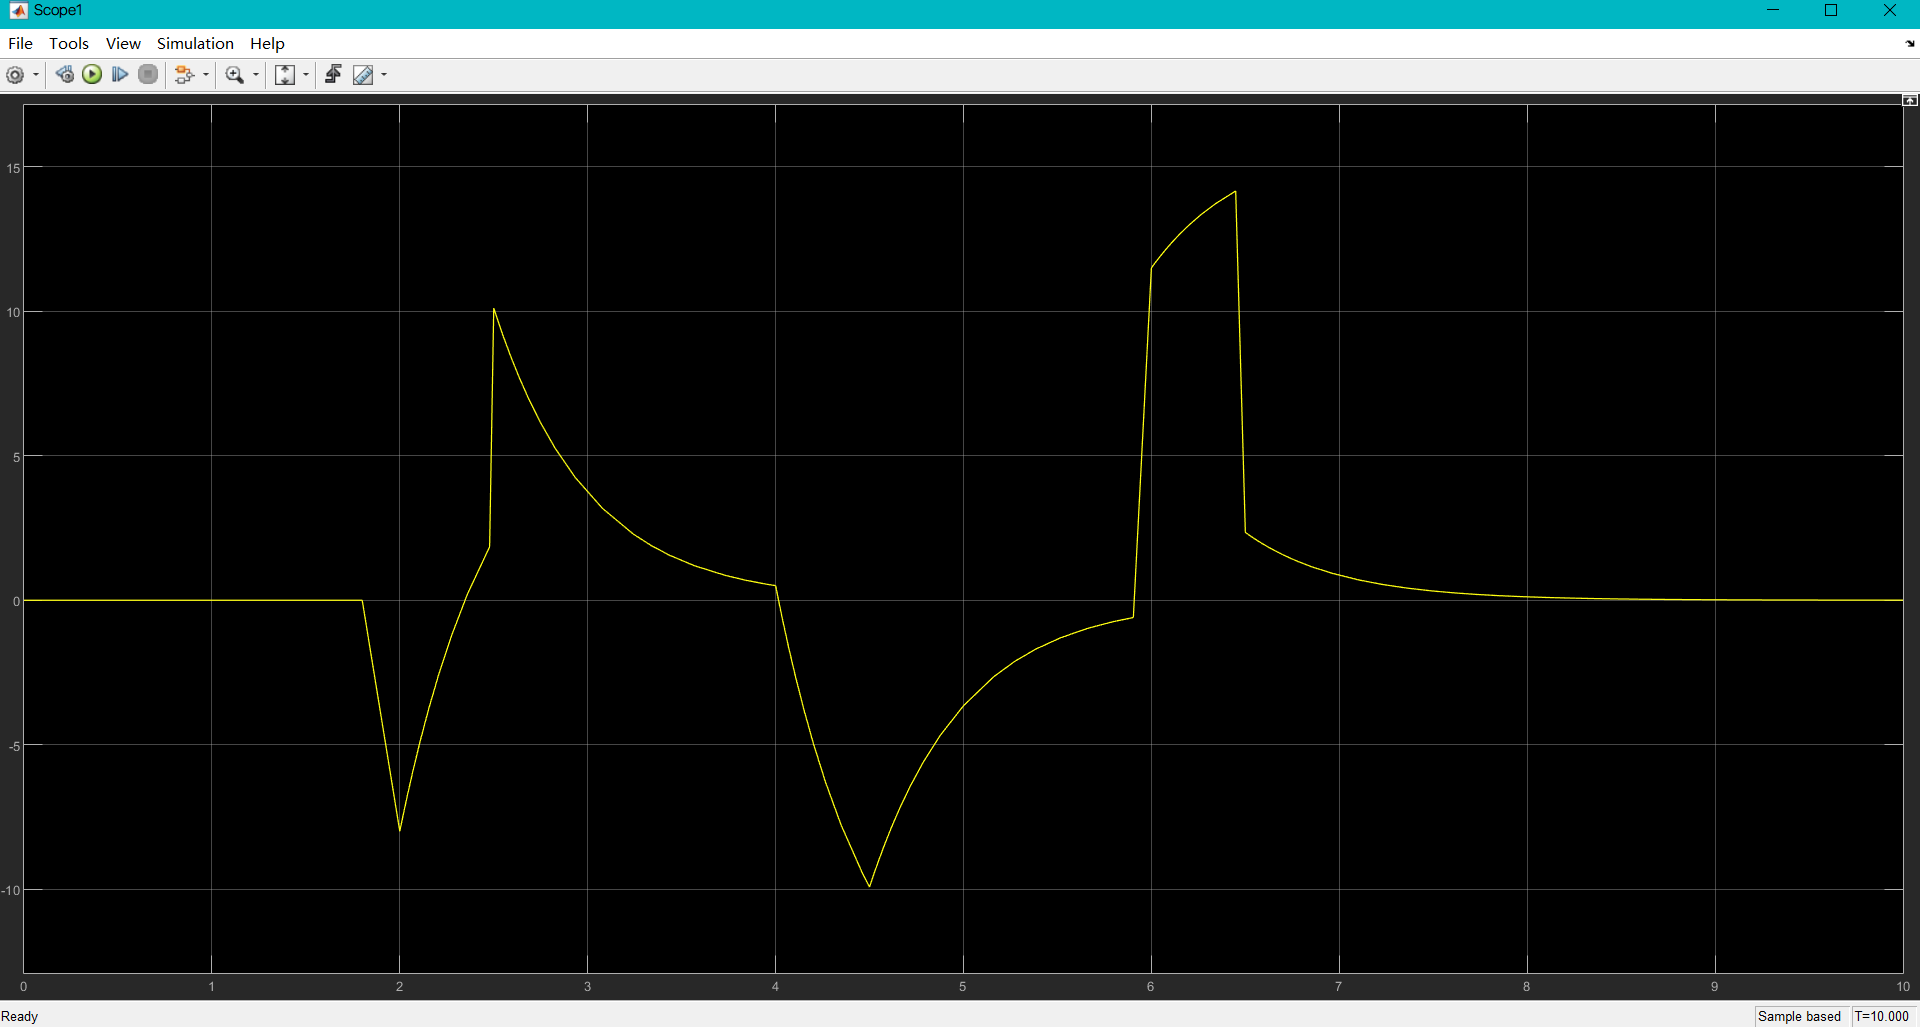 Scope1
File Tools View Simulation Help
15
10
5
0
-5
-10
0 1 2 3 4 5 6 7 8 9 10
Ready Sample based T=10.000